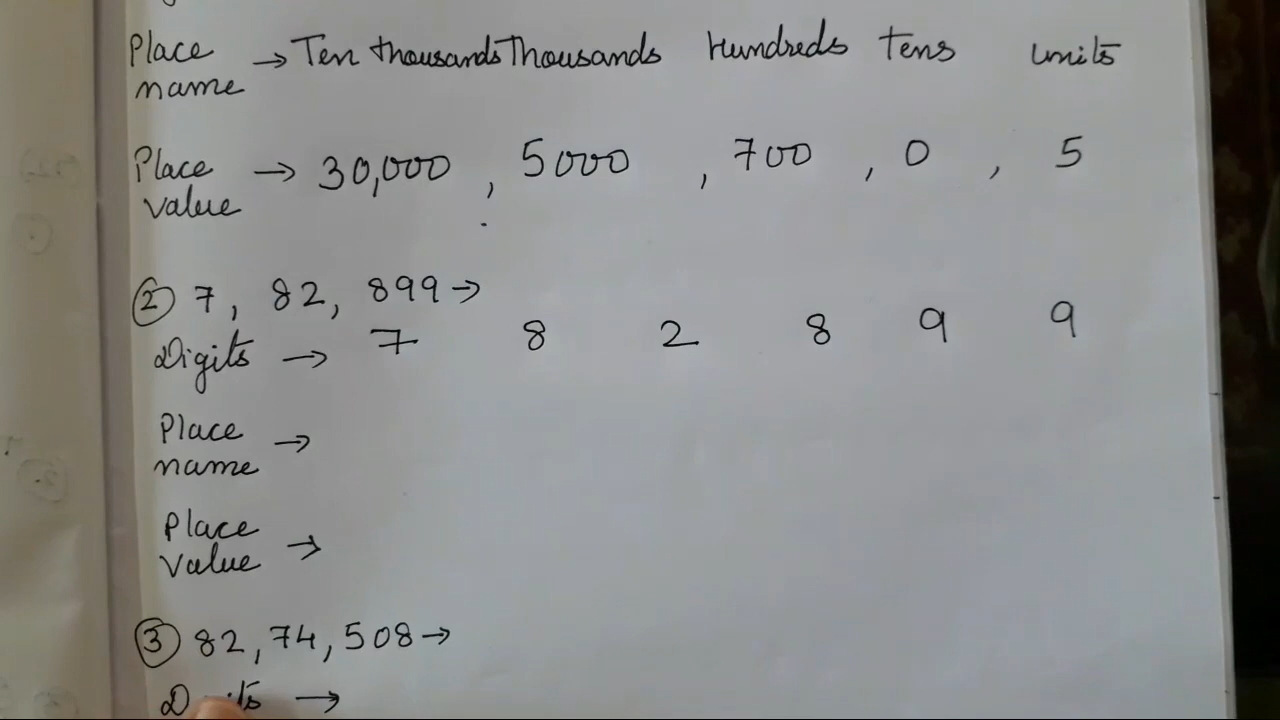 Place name → Ten thousands Thousands Hundreds Tens Units
Place value → 30,000 , 5000 , 700 , 0 , 5
② 7, 82, 899 →
Digits → 7 8 2 8 9 9
Place name →
Place value →
③ 82,74,508 →
→